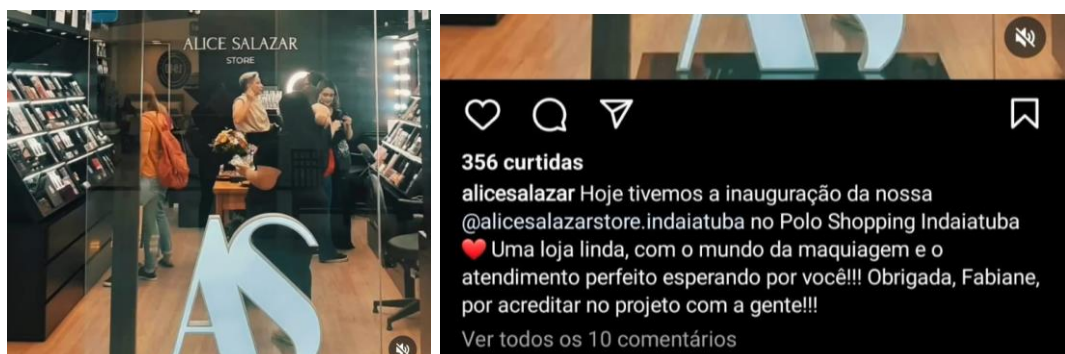 ALICE SALAZAR
STORE
AS
AS
356 curtidas
alicesalazar Hoje tivemos a inauguração da nossa
@alicesalazarstore.indaiatuba no Polo Shopping Indaiatuba
❤️ Uma loja linda, com o mundo da maquiagem e o
atendimento perfeito esperando por você!!! Obrigada, Fabiane,
por acreditar no projeto com a gente!!!
Ver todos os 10 comentários